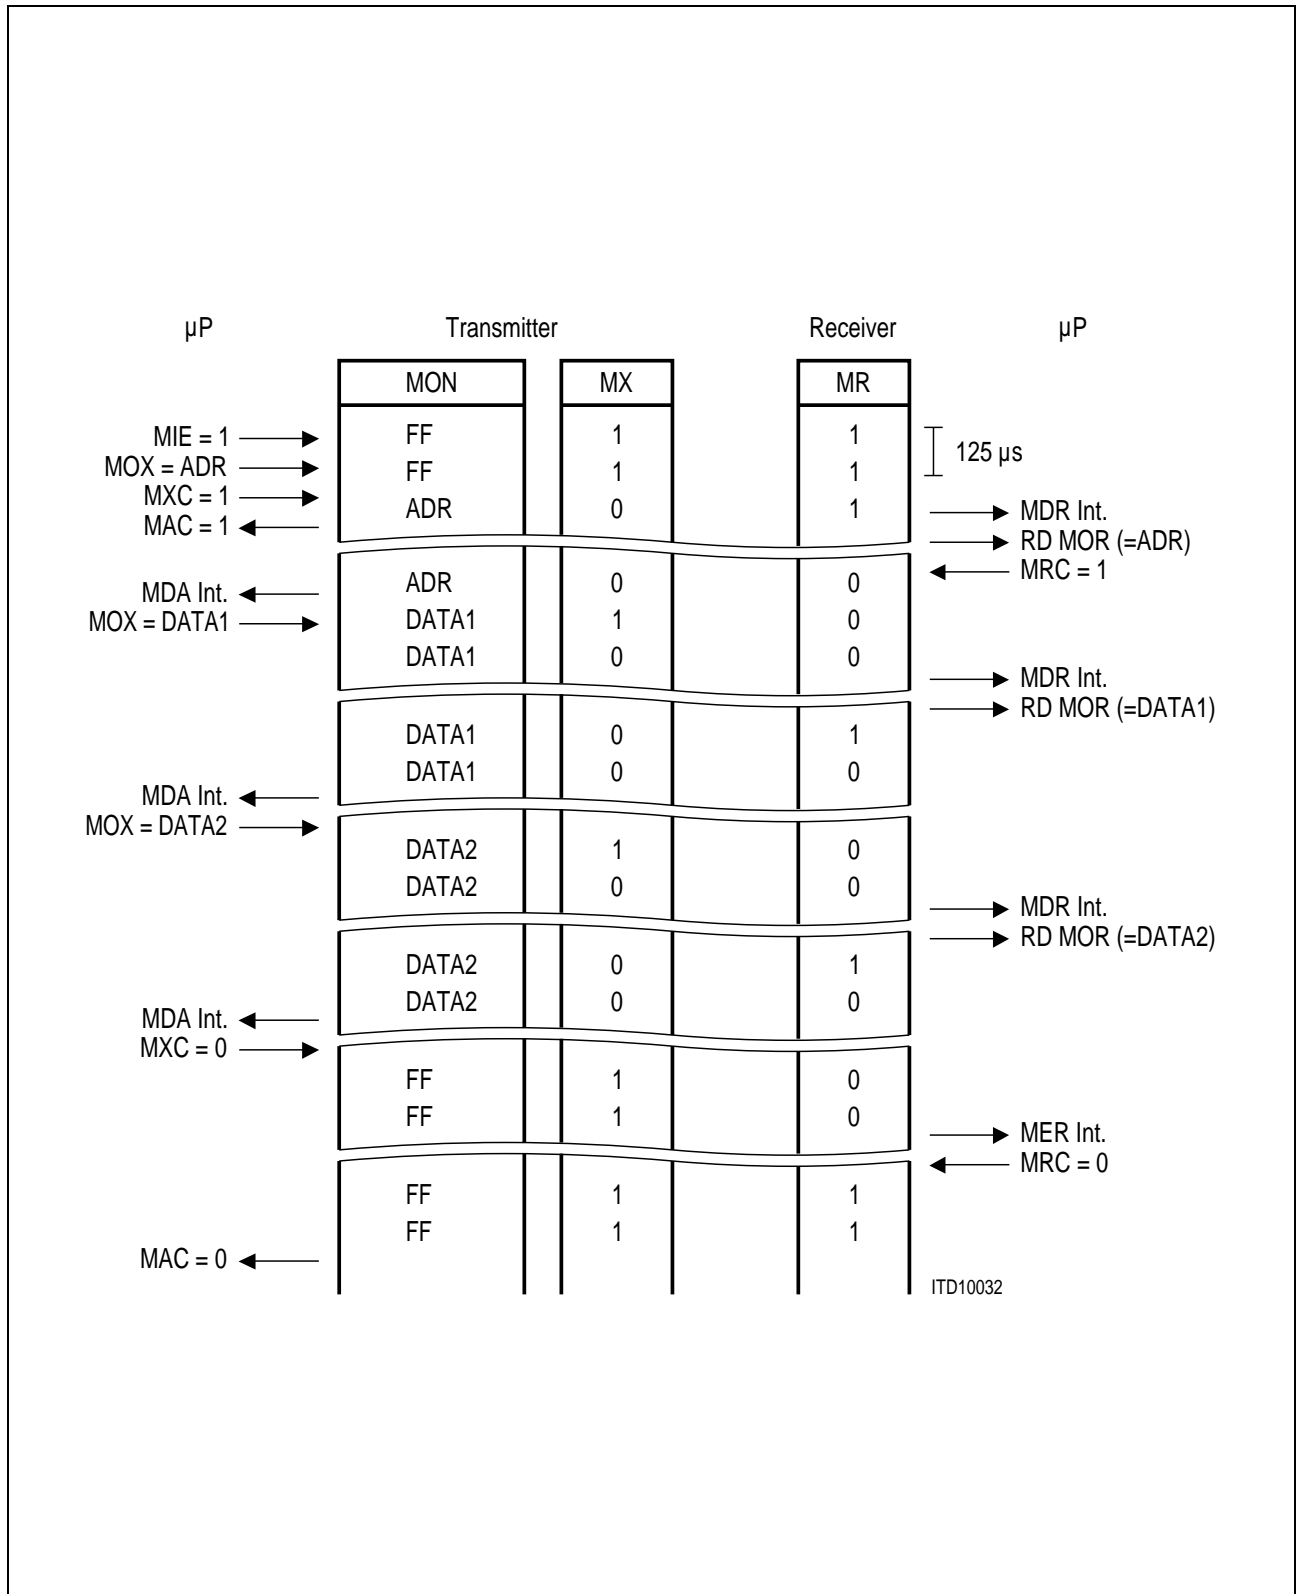 µP Transmitter Receiver µP
MON MX MR
MIE = 1 FF 1 1
125 µs
MOX = ADR FF 1 1
MXC = 1 ADR 0 1
MDR Int.
MAC = 1
RD MOR (=ADR)
MRC = 1
ADR 0 0
MDA Int.
MOX = DATA1 DATA1 1 0
DATA1 0 0
MDR Int.
RD MOR (=DATA1)
DATA1 0 1
DATA1 0 0
MDA Int.
MOX = DATA2
DATA2 1 0
DATA2 0 0
MDR Int.
RD MOR (=DATA2)
DATA2 0 1
DATA2 0 0
MDA Int.
MXC = 0
FF 1 0
FF 1 0
MER Int.
MRC = 0
FF 1 1
FF 1 1
MAC = 0
ITD10032